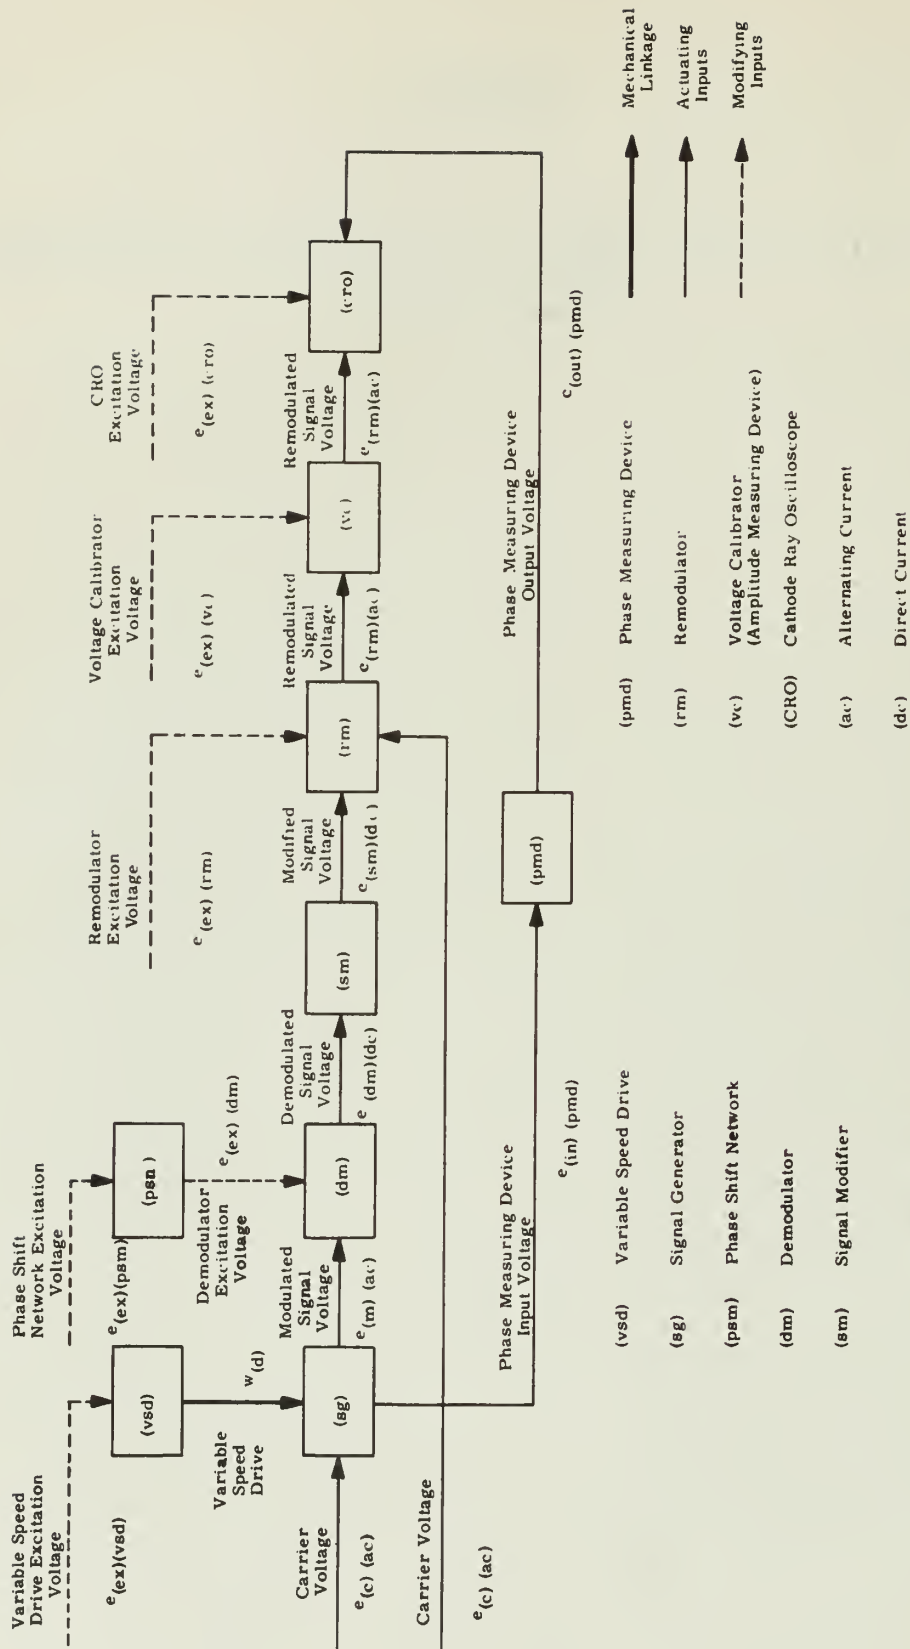 Variable Speed
Drive Excitation
Voltage
e(ex)(vsd)
(vsd)
Variable
Speed
Drive
w(d)
Carrier
Voltage
e(c) (ac)
(sg)
Carrier Voltage
e(c) (ac)
Phase Shift
Network Excitation
Voltage
e(ex)(psm)
(psn)
Demodulator
Excitation
Voltage
e(ex) (dm)
Modulated
Signal
Voltage
e(m) (ac)
(dm)
Demodulated
Signal
Voltage
e(dm)(dc)
(sm)
Modified
Signal
Voltage
e(sm)(dc)
Remodulator
Excitation
Voltage
e(ex) (rm)
(rm)
Remodulated
Signal
Voltage
e(rm)(ac)
Voltage Calibrator
Excitation
Voltage
e(ex) (vc)
(vc)
Remodulated
Signal
Voltage
e(rm)(ac)
CRO
Excitation
Voltage
e(ex) (cro)
(cro)
Phase Measuring Device
Input Voltage
e(in) (pmd)
(pmd)
Phase Measuring Device
Output Voltage
e(out) (pmd)
(vsd) Variable Speed Drive
(sg) Signal Generator
(psm) Phase Shift Network
(dm) Demodulator
(sm) Signal Modifier
(pmd) Phase Measuring Device
(rm) Remodulator
(vc) Voltage Calibrator
(Amplitude Measuring Device)
(CRO) Cathode Ray Oscilloscope
(ac) Alternating Current
(dc) Direct Current
Mechanical
Linkage
Actuating
Inputs
Modifying
Inputs